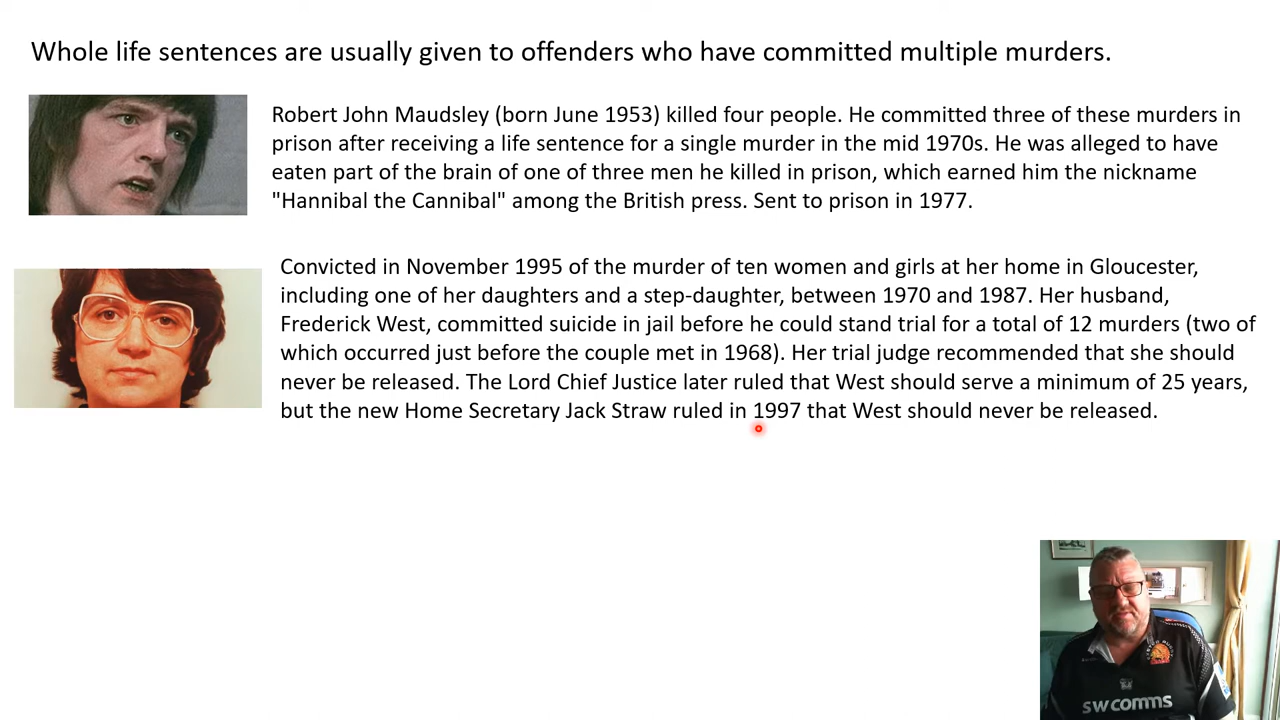 Whole life sentences are usually given to offenders who have committed multiple murders.
Robert John Maudsley (born June 1953) killed four people. He committed three of these murders in
prison after receiving a life sentence for a single murder in the mid 1970s. He was alleged to have
eaten part of the brain of one of three men he killed in prison, which earned him the nickname
"Hannibal the Cannibal" among the British press. Sent to prison in 1977.
Convicted in November 1995 of the murder of ten women and girls at her home in Gloucester,
including one of her daughters and a step-daughter, between 1970 and 1987. Her husband,
Frederick West, committed suicide in jail before he could stand trial for a total of 12 murders (two of
which occurred just before the couple met in 1968). Her trial judge recommended that she should
never be released. The Lord Chief Justice later ruled that West should serve a minimum of 25 years,
but the new Home Secretary Jack Straw ruled in 1997 that West should never be released.
swcomms